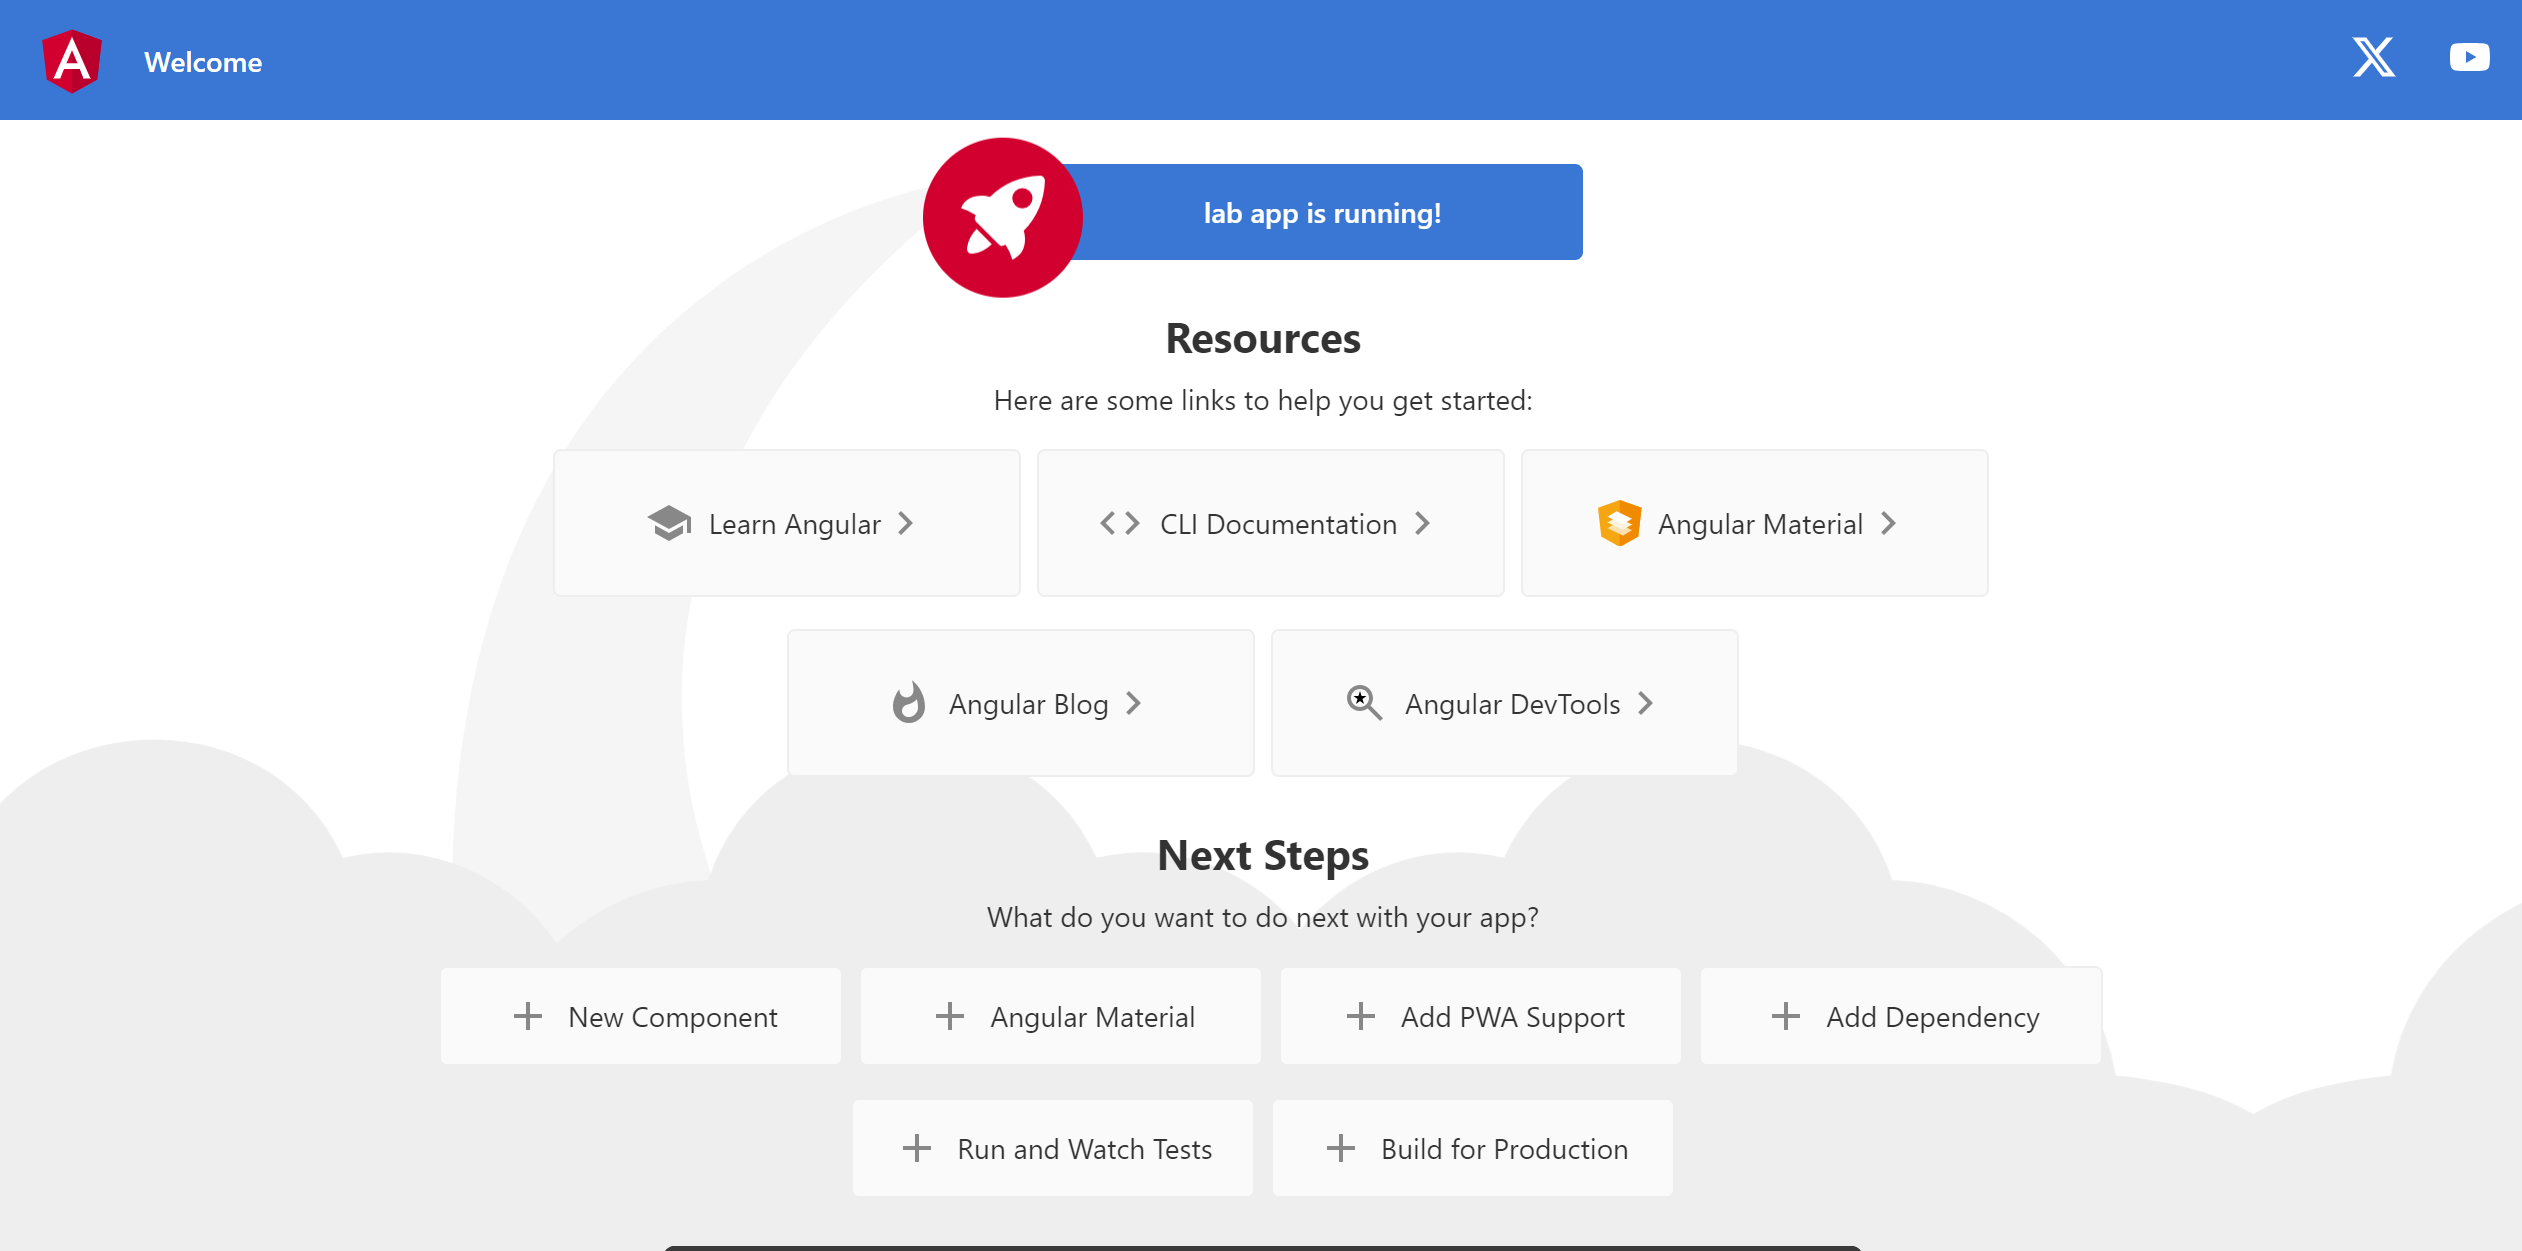 Welcome
lab app is running!
Resources
Here are some links to help you get started:
Learn Angular
CLI Documentation
Angular Material
Angular Blog
Angular DevTools
Next Steps
What do you want to do next with your app?
New Component
Angular Material
Add PWA Support
Add Dependency
Run and Watch Tests
Build for Production